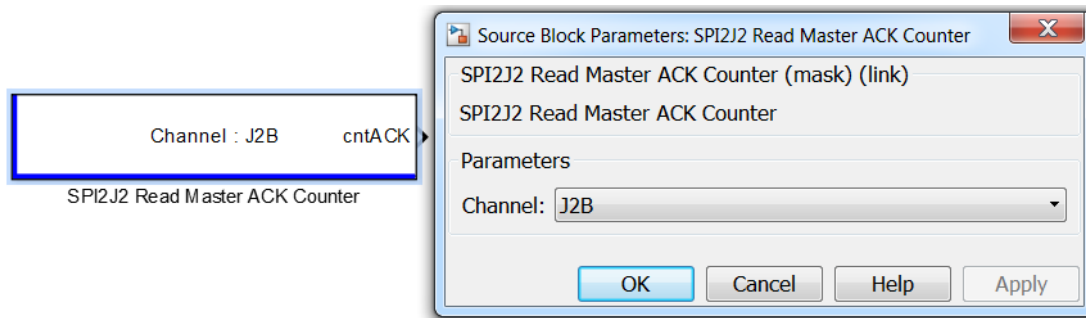 Channel : J2B cntACK
SPI2J2 Read Master ACK Counter
Source Block Parameters: SPI2J2 Read Master ACK Counter
X
SPI2J2 Read Master ACK Counter (mask) (link)
SPI2J2 Read Master ACK Counter
Parameters
Channel: J2B
OK Cancel Help Apply